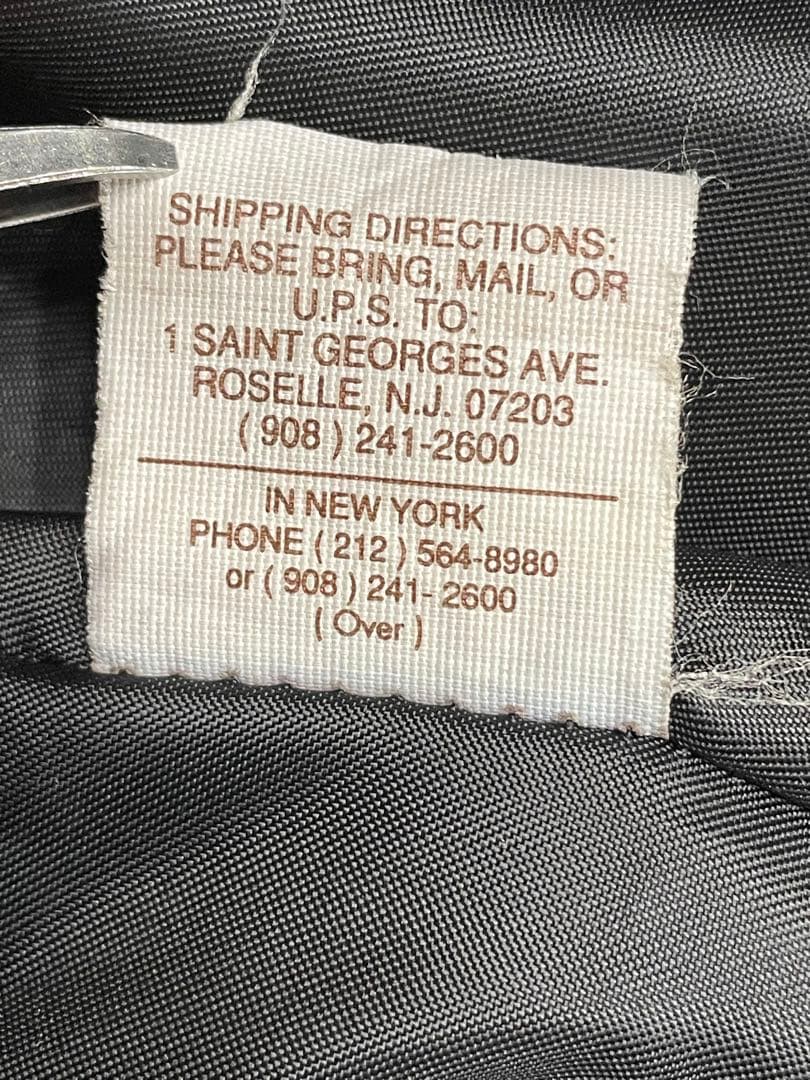 SHIPPING DIRECTIONS:
PLEASE BRING, MAIL, OR
U.P.S. TO:
1 SAINT GEORGES AVE.
ROSELLE, N.J. 07203
( 908 ) 241-2600
IN NEW YORK
PHONE ( 212 ) 564-8980
or ( 908 ) 241- 2600
( Over )